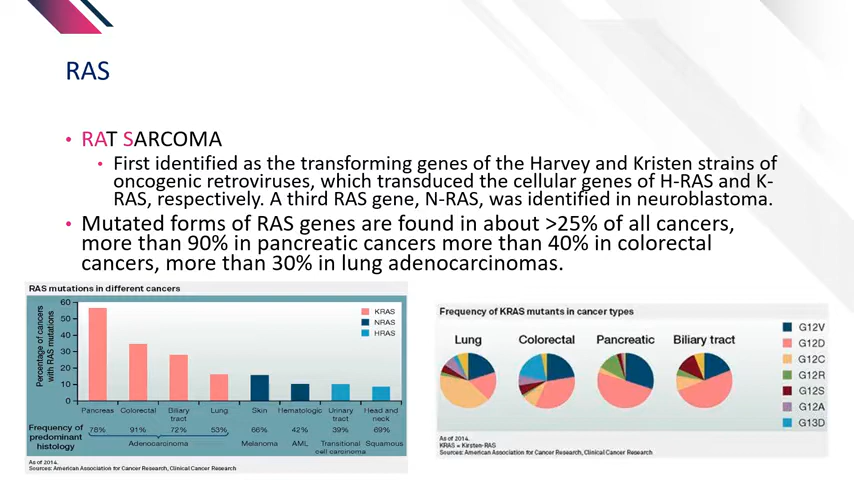 RAS
• RAT SARCOMA
• First identified as the transforming genes of the Harvey and Kristen strains of
oncogenic retroviruses, which transduced the cellular genes of H-RAS and K-
RAS, respectively. A third RAS gene, N-RAS, was identified in neuroblastoma.
• Mutated forms of RAS genes are found in about >25% of all cancers,
more than 90% in pancreatic cancers more than 40% in colorectal
cancers, more than 30% in lung adenocarcinomas.
RAS mutations in different cancers
Percentage of cancers
with RAS mutations
60
50
40
30
20
10
0
KRAS
NRAS
HRAS
Pancreas Colorectal Biliary tract Lung Skin Hematologic Urinary tract Head and neck
Frequency of
predominant
histology
78% 91% 72% 53% 66% 42% 39% 69%
Adenocarcinoma Melanoma AML Transitional cell carcinoma Squamous
As of 2014.
Sources: American Association for Cancer Research, Clinical Cancer Research
Frequency of KRAS mutants in cancer types
Lung Colorectal Pancreatic Biliary tract
G12V
G12D
G12C
G12R
G12S
G12A
G13D
As of 2014.
KRAS = Kirsten-RAS
Sources: American Association for Cancer Research, Clinical Cancer Research